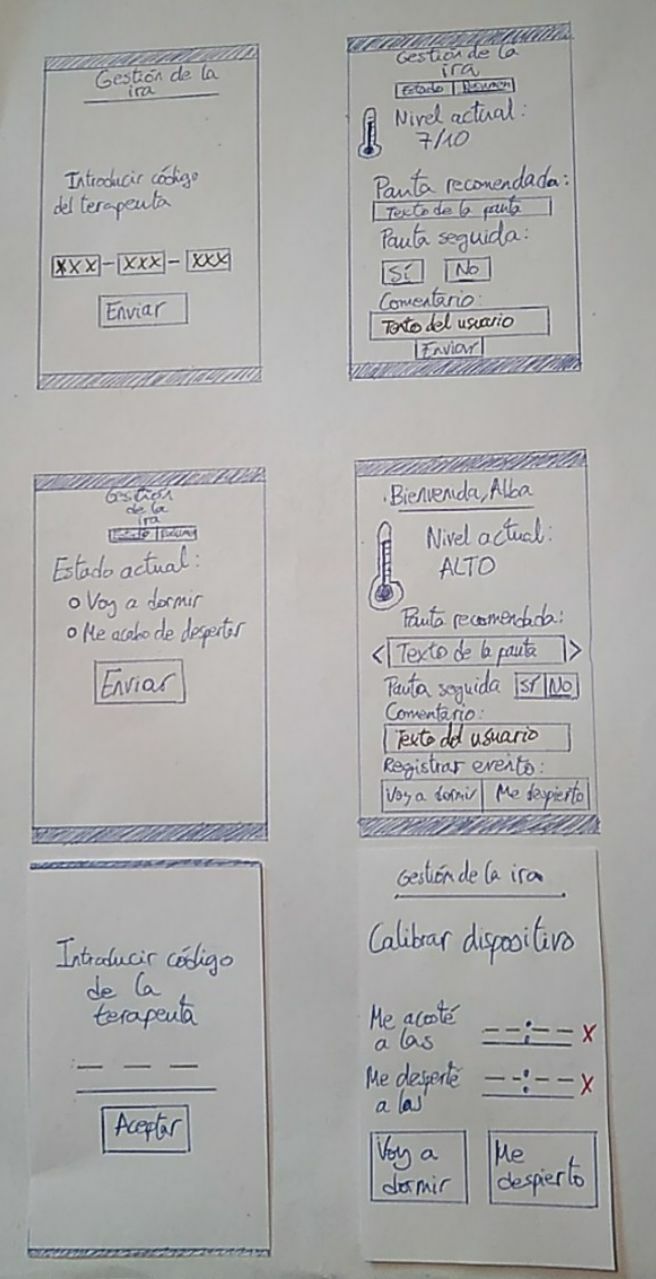 Gestión de la
ira
Introducir código
del terapeuta
XXX - XXX - XXX
Enviar
Gestión de la
ira
Estado Resumen
Nivel actual:
7/10
Pauta recomendada:
Texto de la pauta
Pauta seguida:
Sí No
Comentario:
Texto del usuario
Enviar
Gestión
de la
ira
Estado Resumen
Estado actual:
Voy a dormir
Me acabo de despertar
Enviar
Bienvenida, Alba
Nivel actual:
ALTO
Pauta recomendada:
< Texto de la pauta >
Pauta seguida Sí No
Comentario:
Texto del usuario
Registrar evento:
Voy a dormir Me despierto
Introducir código
de la
terapeuta
_ _ _
Aceptar
Gestión de la ira
Calibrar dispositivo
Me acosté
a las _ _ : _ _ X
Me desperté
a las _ _ : _ _ X
Voy a
dormir
Me
despierto